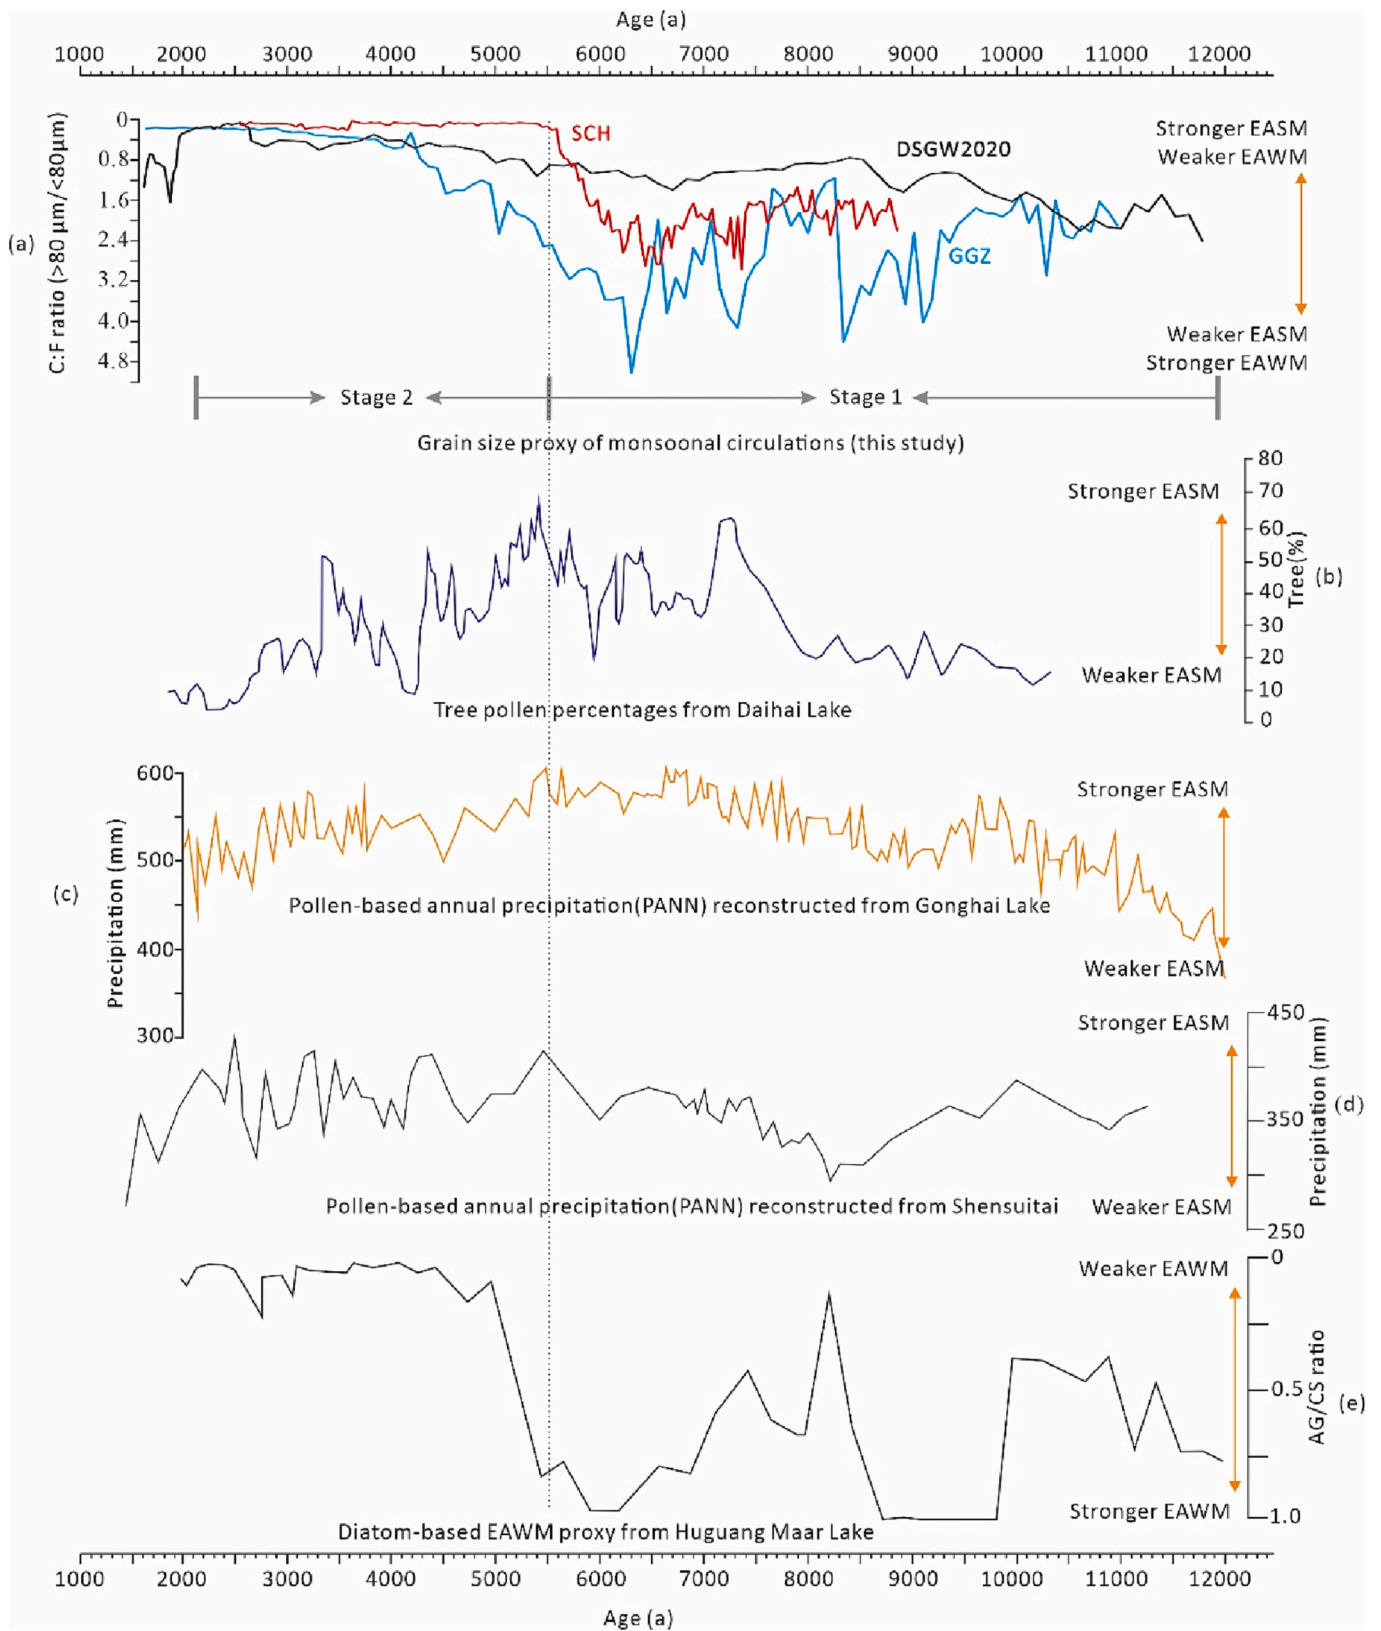 Age (a)
1000 2000 3000 4000 5000 6000 7000 8000 9000 10000 11000 12000
(a)
C:F ratio (>80 μm/<80μm)
0
0.8
1.6
2.4
3.2
4.0
4.8
SCH
DSGW2020
GGZ
Stronger EASM
Weaker EAWM
Weaker EASM
Stronger EAWM
Stage 2
Stage 1
Grain size proxy of monsoonal circulations (this study)
Stronger EASM
Weaker EASM
80
70
60
50
40
30
20
10
0
Tree(%)
(b)
Tree pollen percentages from Daihai Lake
(c)
Precipitation (mm)
600
500
400
300
Stronger EASM
Weaker EASM
Pollen-based annual precipitation(PANN) reconstructed from Gonghai Lake
Stronger EASM
Weaker EASM
450
350
250
Precipitation (mm)
(d)
Pollen-based annual precipitation(PANN) reconstructed from Shensuitai
Weaker EAWM
Stronger EAWM
0
0.5
1.0
AG/CS ratio
(e)
Diatom-based EAWM proxy from Huguang Maar Lake
1000 2000 3000 4000 5000 6000 7000 8000 9000 10000 11000 12000
Age (a)